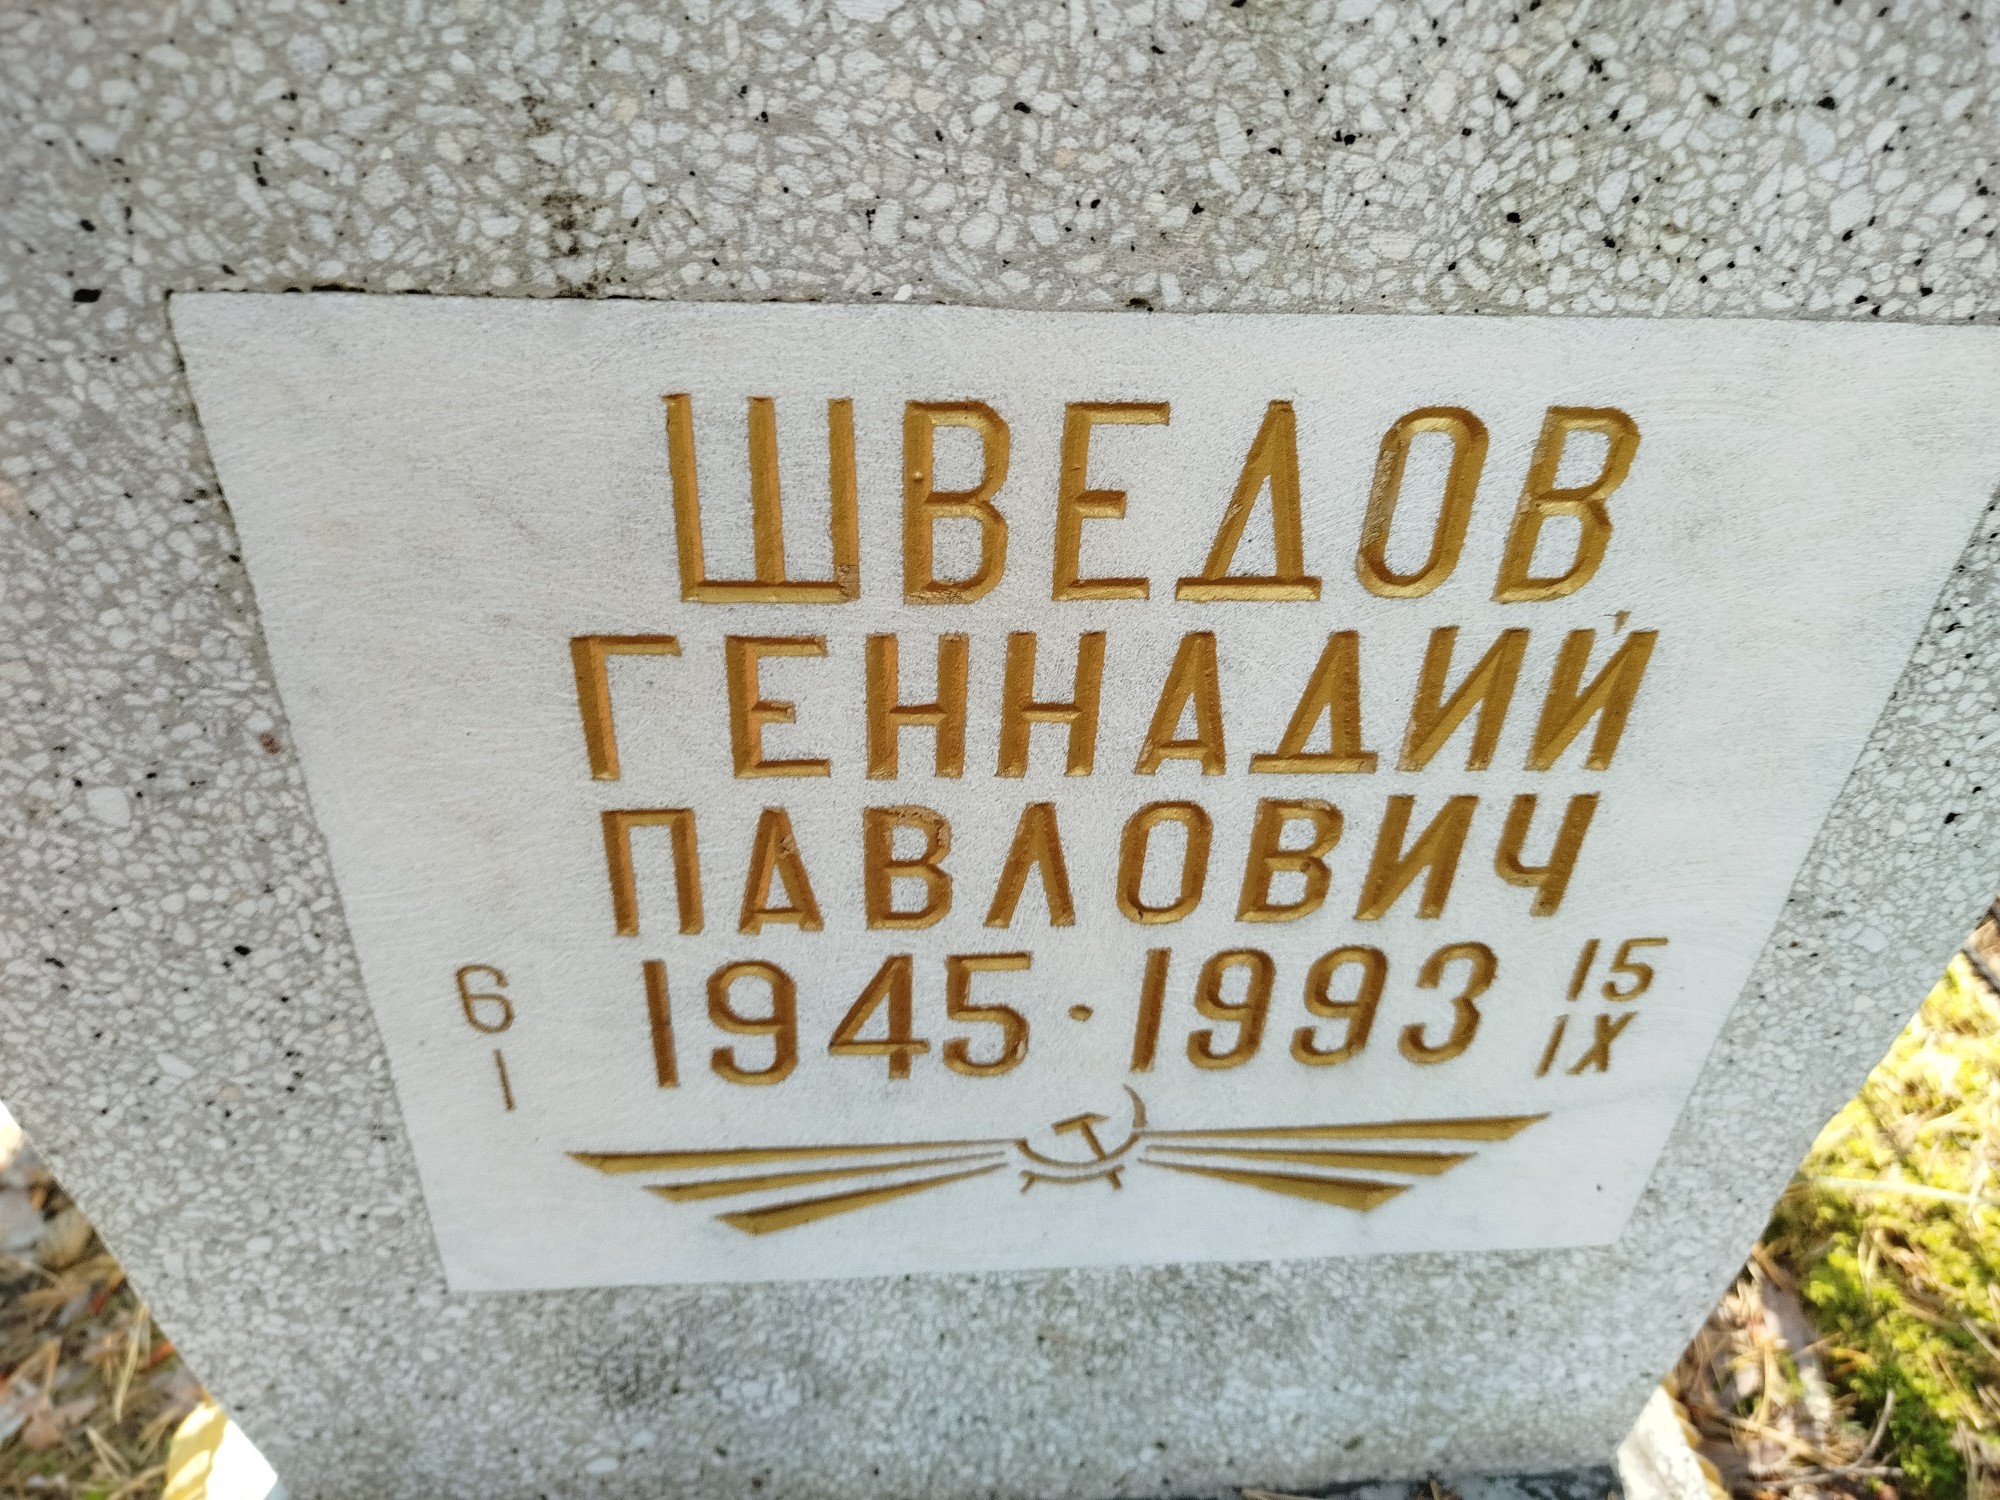 ШВЕДОВ
ГЕННАДИЙ
ПАВЛОВИЧ
6 1945 · 1993 15
I IX